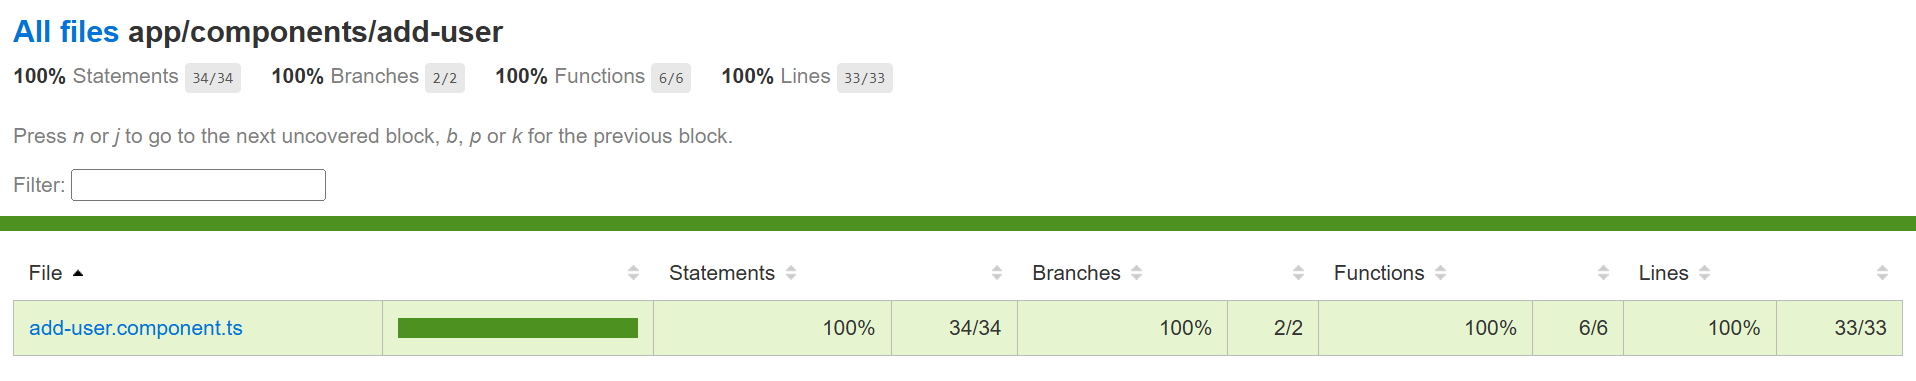 All files app/components/add-user
100% Statements 34/34 100% Branches 2/2 100% Functions 6/6 100% Lines 33/33
Press n or j to go to the next uncovered block, b, p or k for the previous block.
Filter:
File Statements Branches Functions Lines
add-user.component.ts 100% 34/34 100% 2/2 100% 6/6 100% 33/33